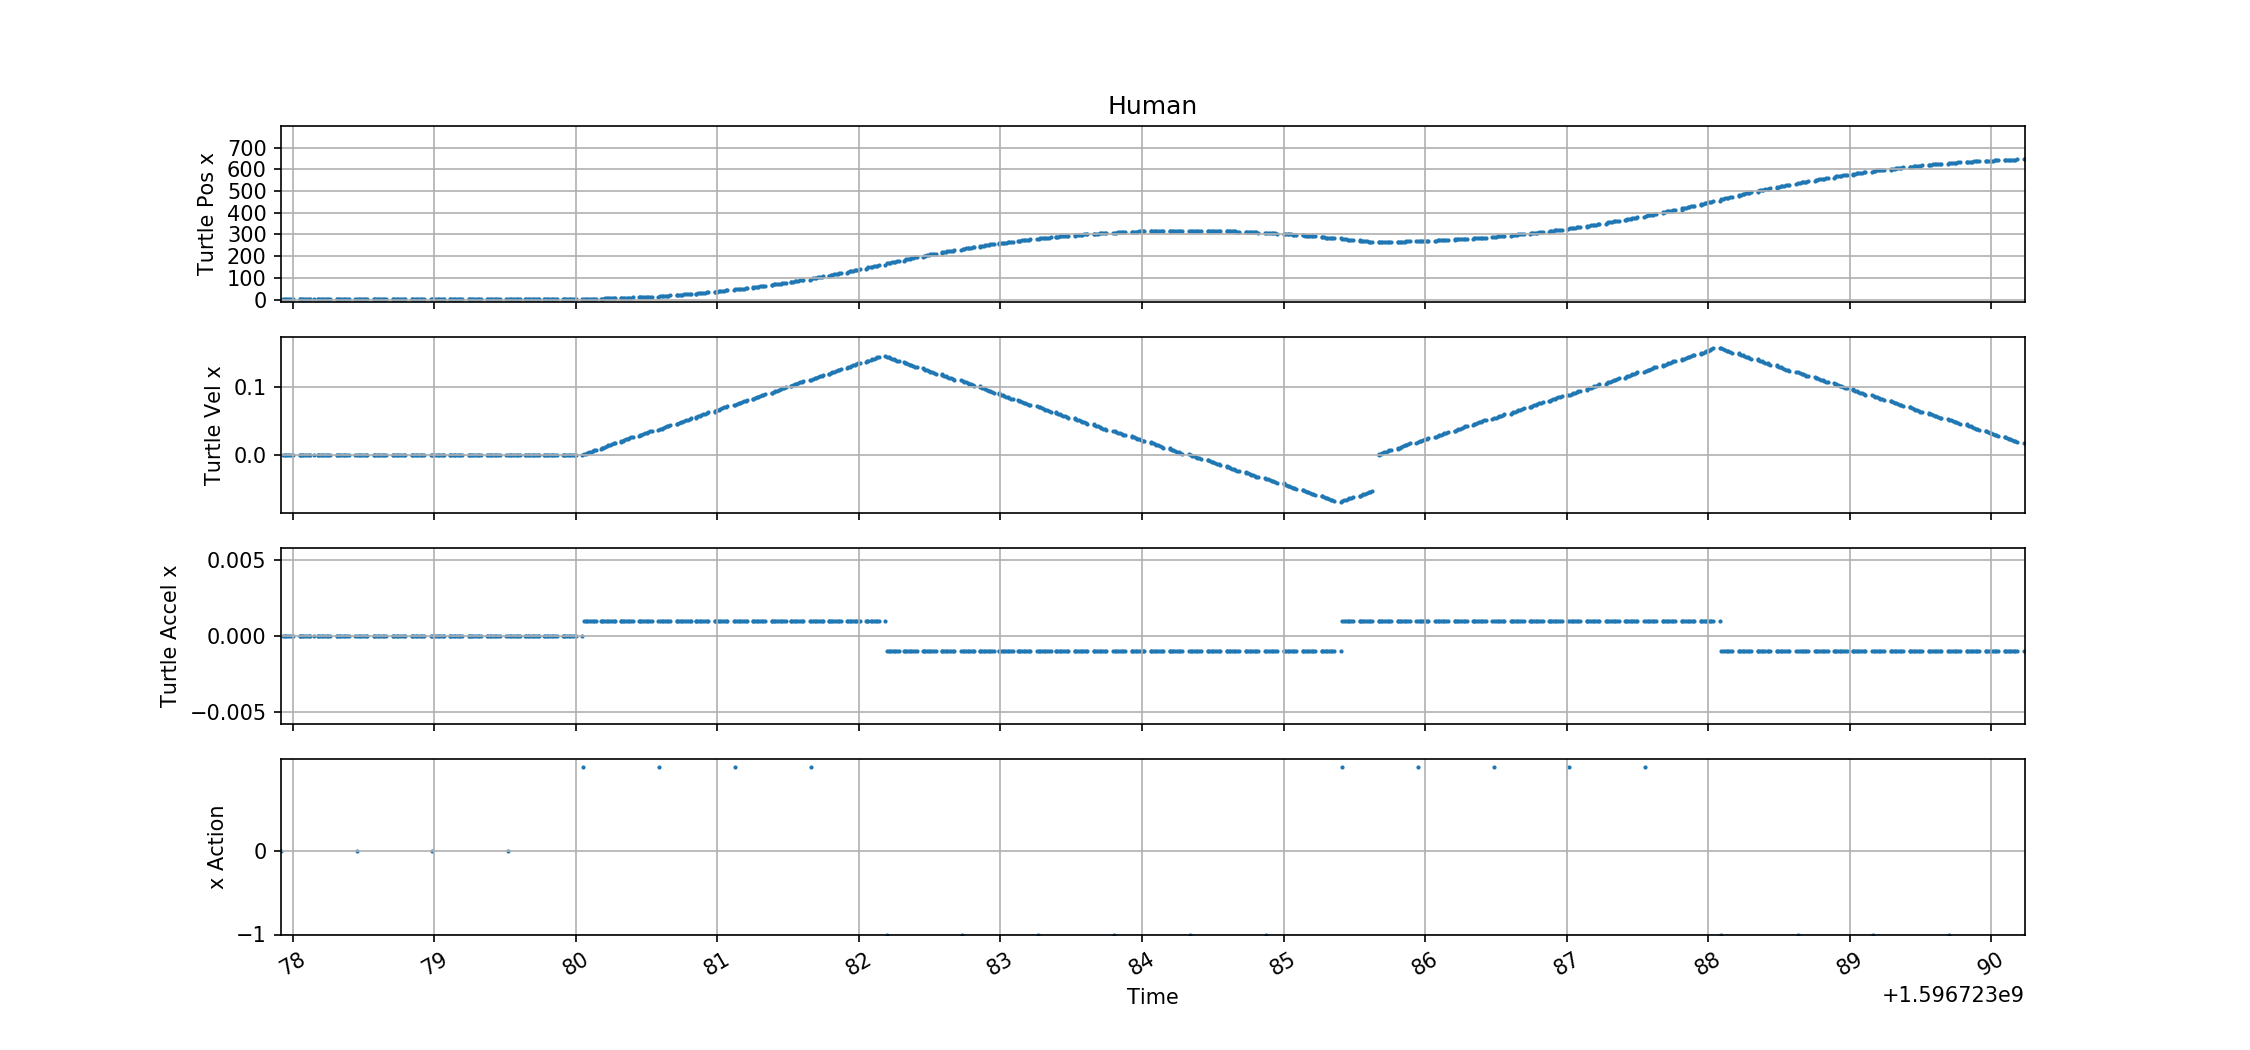 Human
Turtle Pos x
700
600
500
400
300
200
100
0
Turtle Vel x
0.1
0.0
Turtle Accel x
0.005
0.000
−0.005
x Action
0
−1
78 79 80 81 82 83 84 85 86 87 88 89 90
Time
+1.596723e9